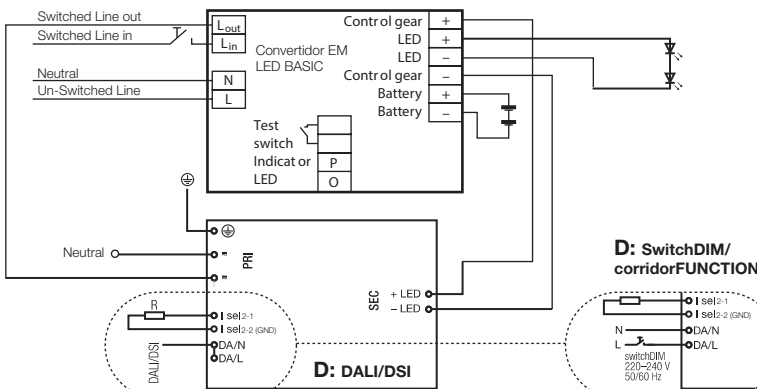 Switched Line out
Switched Line in
Neutral
Un-Switched Line
Lout
Lin
N
L
Convertidor EM
LED BASIC
Control gear +
LED +
LED –
Control gear –
Battery +
Battery –
Test
switch
Indicat or
LED
P
O
Neutral
PRI
SEC
+ LED
– LED
R
I sel2-1
I sel2-2 (GND)
DA/N
DA/L
DALI/DSI
D: DALI/DSI
D: SwitchDIM/
corridorFUNCTION
I sel2-1
I sel2-2 (GND)
N
DA/N
L
DA/L
switchDIM
220–240 V
50/60 Hz